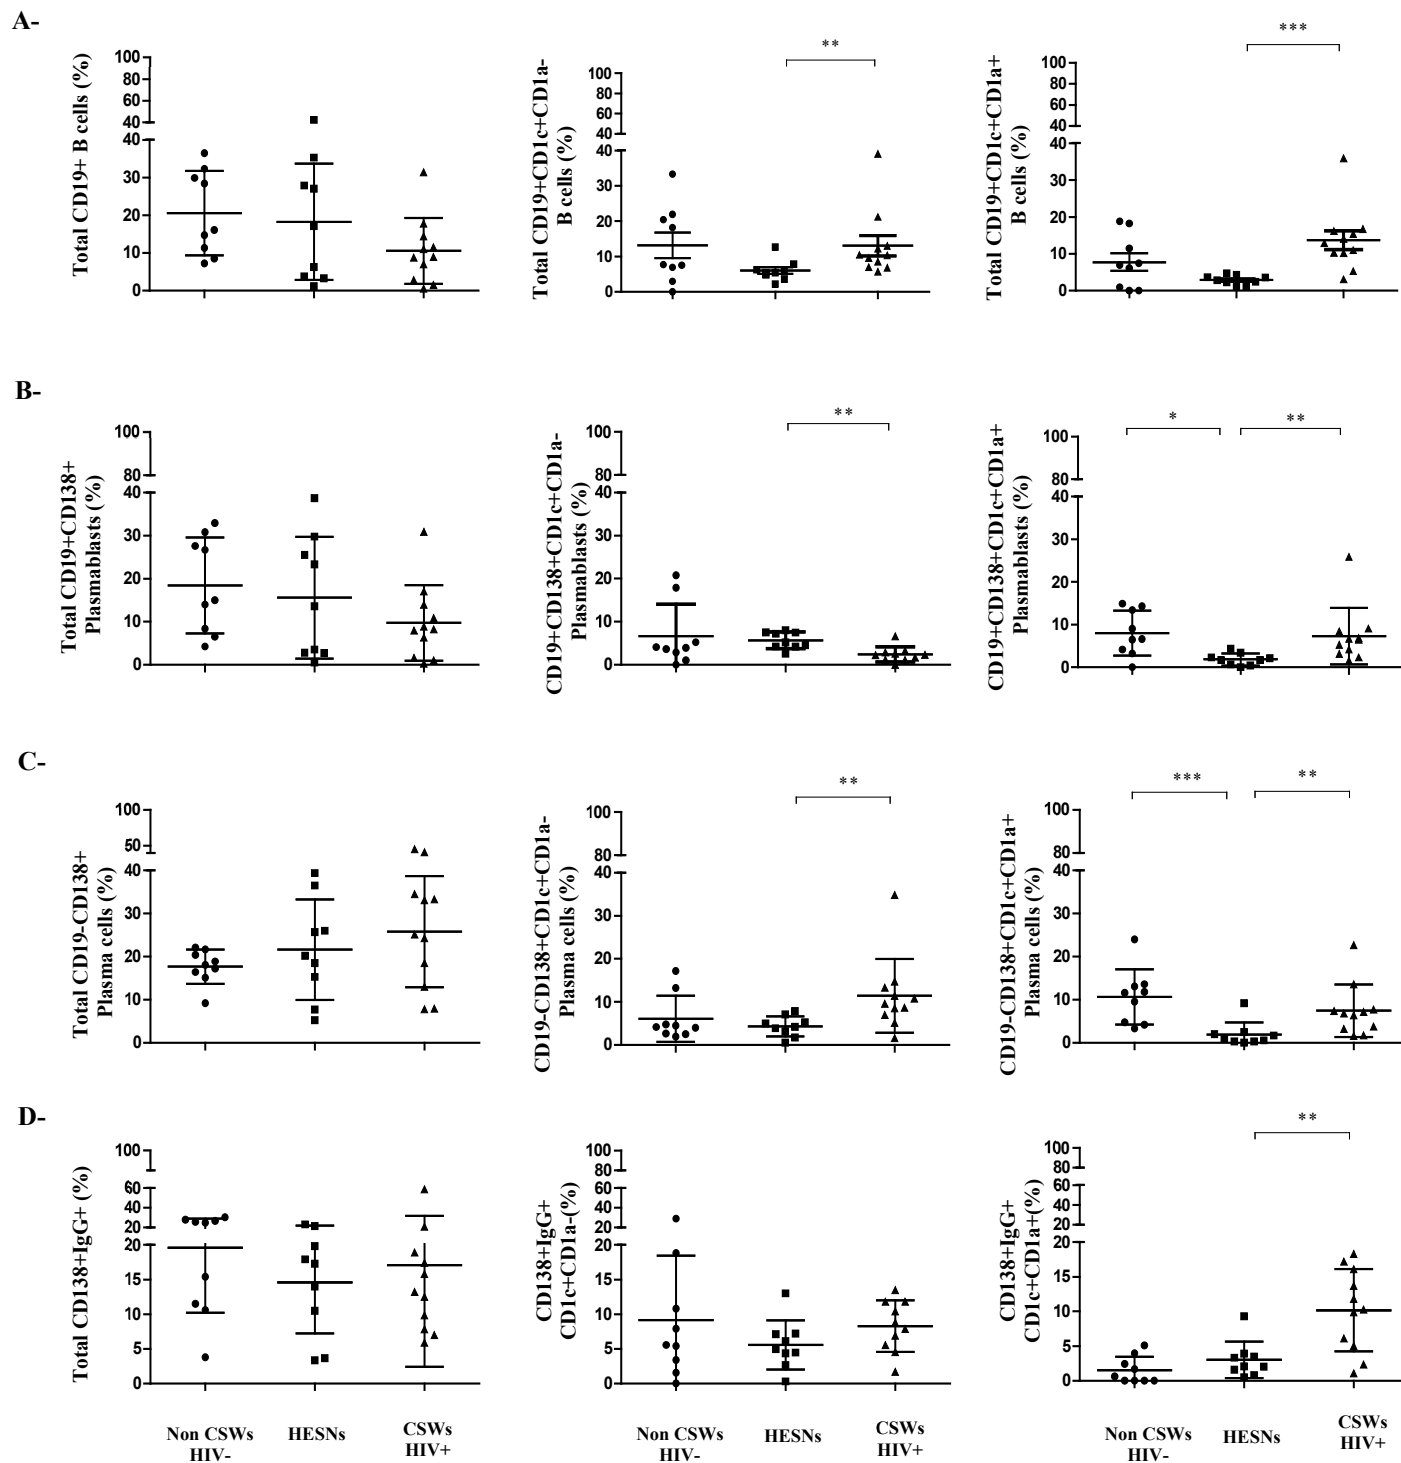 A-
Total CD19+ B cells (%)
100
80
60
40
40
30
20
10
0
Total CD19+CD1c+CD1a-
B cells (%)
100
80
60
40
40
30
20
10
0
**
Total CD19+CD1c+CD1a+
B cells (%)
100
80
60
40
40
30
20
10
0
***
B-
Total CD19+CD138+
Plasmablasts (%)
100
80
40
30
20
10
0
CD19+CD138+CD1c+CD1a-
Plasmablasts (%)
100
80
40
30
20
10
0
**
CD19+CD138+CD1c+CD1a+
Plasmablasts (%)
100
80
40
30
20
10
0
*
**
C-
Total CD19-CD138+
Plasma cells (%)
100
50
40
30
20
10
0
CD19-CD138+CD1c+CD1a-
Plasma cells (%)
100
80
40
30
20
10
0
**
CD19-CD138+CD1c+CD1a+
Plasma cells (%)
100
80
40
30
20
10
0
***
**
D-
Total CD138+IgG+ (%)
100
80
60
40
20
20
15
10
5
0
CD138+IgG+
CD1c+CD1a-(%)
100
80
60
40
20
20
15
10
5
0
CD138+IgG+
CD1c+CD1a+(%)
100
80
60
40
20
20
15
10
5
0
**
Non CSWs
HIV-
HESNs
CSWs
HIV+
Non CSWs
HIV-
HESNs
CSWs
HIV+
Non CSWs
HIV-
HESNs
CSWs
HIV+